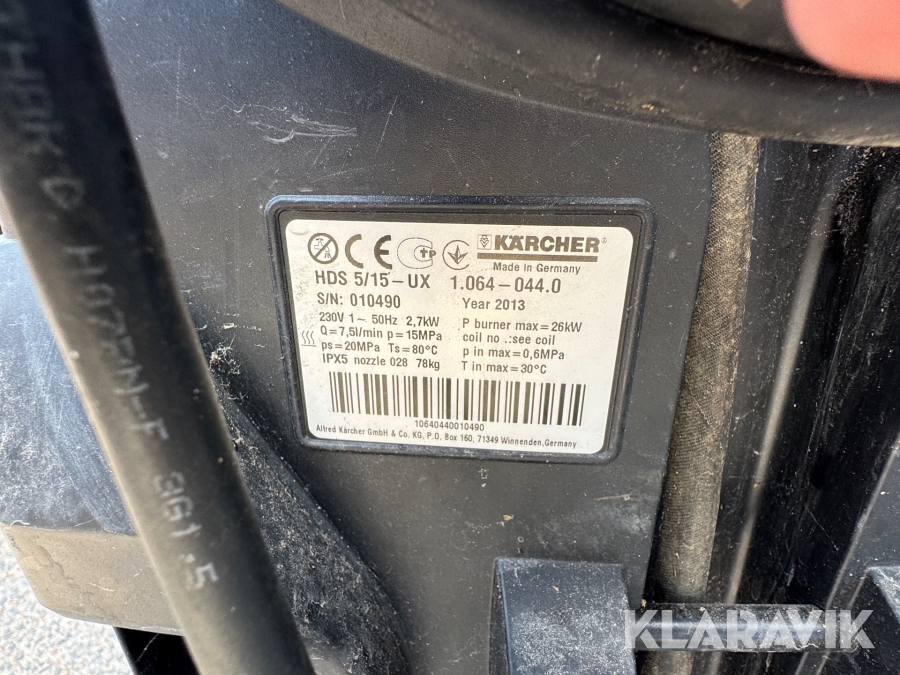 KÄRCHER
Made in Germany
HDS 5/15-UX 1.064-044.0
S/N: 010490 Year 2013
230V 1~ 50Hz 2,7kW
Q=7,5l/min p=15MPa
ps=20MPa Ts=80°C
IPX5 nozzle 028 78kg
P burner max=26kW
coil no .:see coil
p in max=0,6MPa
T in max=30°C
10640440010490
Alfred Kärcher GmbH & Co. KG, P.O. Box 160, 71349 Winnenden,Germany
H07RN-F 3G1.5
KLARAVIK